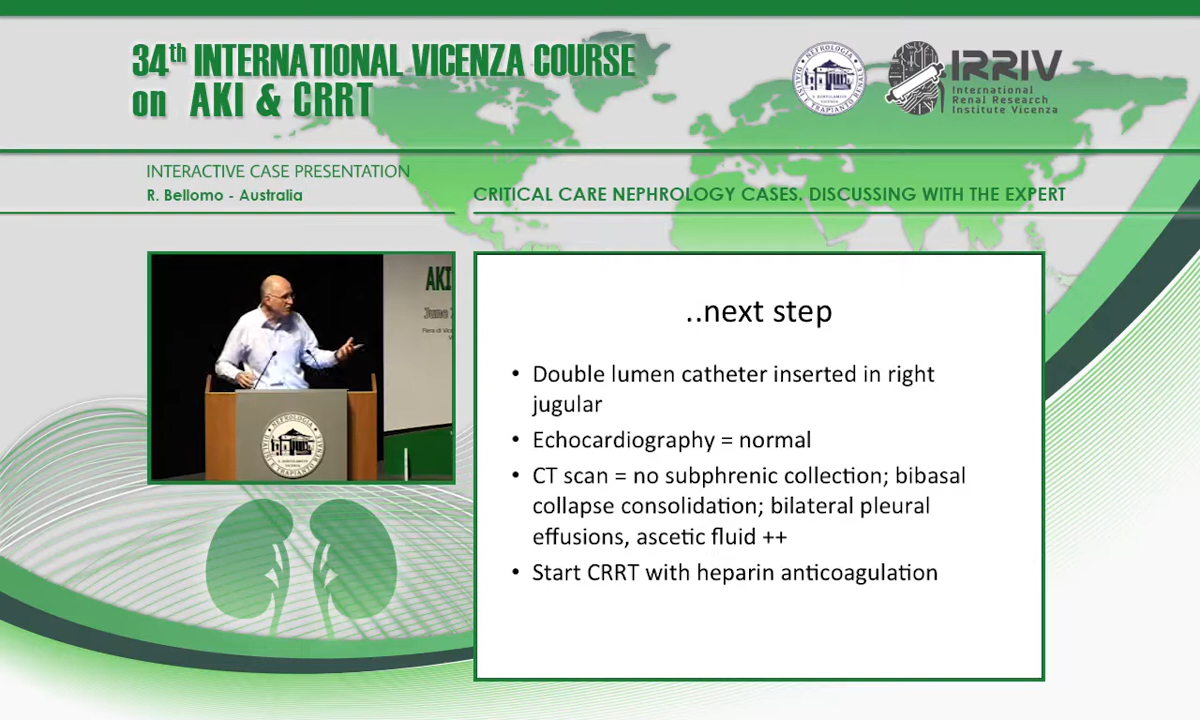 34th INTERNATIONAL VICENZA COURSE
on AKI & CRRT
IRRIV
International
Renal Research
Institute Vicenza
INTERACTIVE CASE PRESENTATION
R. Bellomo - Australia
CRITICAL CARE NEPHROLOGY CASES. DISCUSSING WITH THE EXPERT
AKI
June
..next step
• Double lumen catheter inserted in right
jugular
• Echocardiography = normal
• CT scan = no subphrenic collection; bibasal
collapse consolidation; bilateral pleural
effusions, ascetic fluid ++
• Start CRRT with heparin anticoagulation